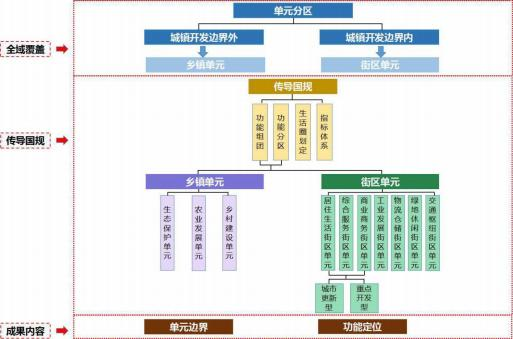 单元分区
城镇开发边界外
城镇开发边界内
全域覆盖
乡镇单元
街区单元
传导国规
传导国规
功能组团
功能分区
生活圈划定
指标体系
乡镇单元
街区单元
生态保护单元
农业发展单元
乡村建设单元
居住生活街区单元
综合服务街区单元
商业商务街区单元
工业发展街区单元
物流仓储街区单元
绿地休闲街区单元
交通枢纽街区单元
城市更新型
重点开发型
成果内容
单元边界
功能定位